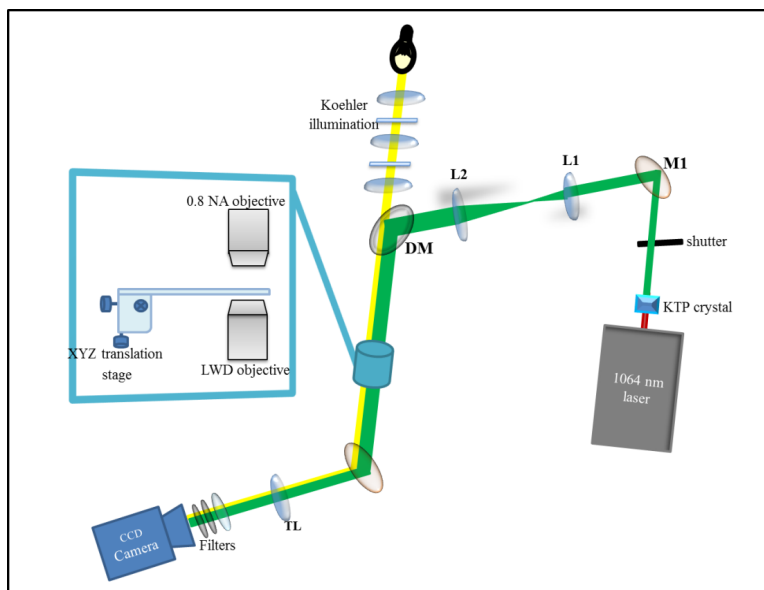 Koehler
illumination
L2
L1
M1
0.8 NA objective
DM
shutter
KTP crystal
XYZ translation
stage
LWD objective
1064 nm
laser
CCD
Camera
Filters
TL